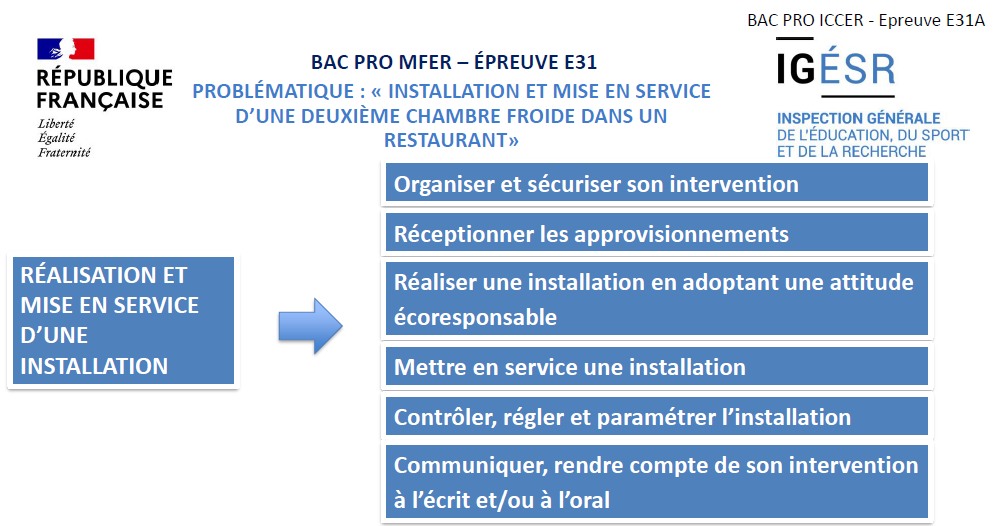 BAC PRO ICCER - Epreuve E31A
RÉPUBLIQUE
FRANÇAISE
Liberté
Égalité
Fraternité
BAC PRO MFER – ÉPREUVE E31
PROBLÉMATIQUE : « INSTALLATION ET MISE EN SERVICE
D’UNE DEUXIÈME CHAMBRE FROIDE DANS UN
RESTAURANT»
IGÉSR
INSPECTION GÉNÉRALE
DE L’ÉDUCATION, DU SPORT
ET DE LA RECHERCHE
RÉALISATION ET
MISE EN SERVICE
D’UNE
INSTALLATION
Organiser et sécuriser son intervention
Réceptionner les approvisionnements
Réaliser une installation en adoptant une attitude
écoresponsable
Mettre en service une installation
Contrôler, régler et paramétrer l’installation
Communiquer, rendre compte de son intervention
à l’écrit et/ou à l’oral